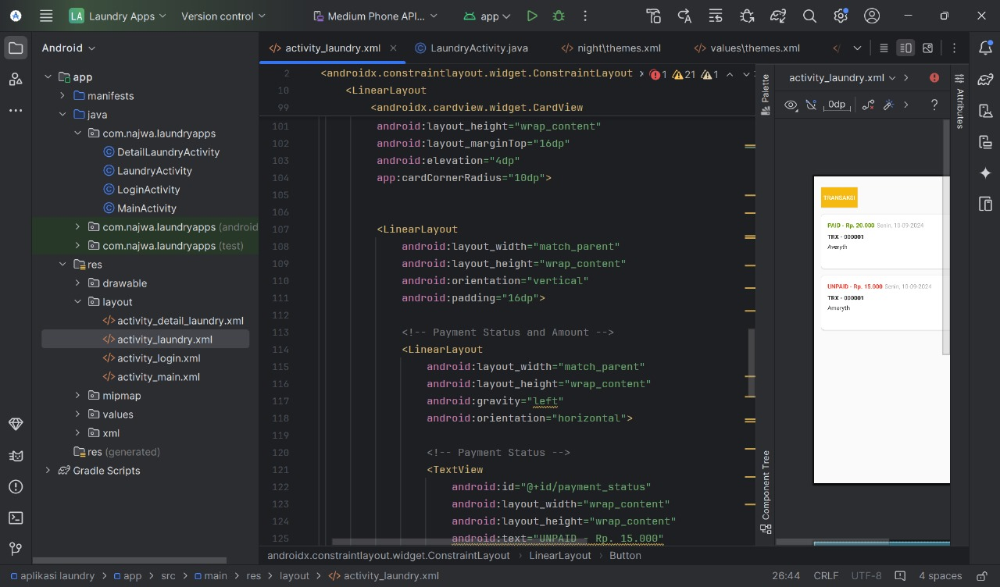 LA Laundry Apps Version control Medium Phone API... app
Android
app
manifests
java
com.najwa.laundryapps
DetailLaundryActivity
LaundryActivity
LoginActivity
MainActivity
com.najwa.laundryapps (android
com.najwa.laundryapps (test)
res
drawable
layout
activity_detail_laundry.xml
activity_laundry.xml
activity_login.xml
activity_main.xml
mipmap
values
xml
res (generated)
Gradle Scripts
activity_laundry.xml LaundryActivity.java night\themes.xml values\themes.xml
2 <androidx.constraintlayout.widget.ConstraintLayout 1 21 1
10 <LinearLayout
99 <androidx.cardview.widget.CardView
101 android:layout_height="wrap_content"
102 android:layout_marginTop="16dp"
103 android:elevation="4dp"
104 app:cardCornerRadius="10dp">
105
106
107 <LinearLayout
108 android:layout_width="match_parent"
109 android:layout_height="wrap_content"
110 android:orientation="vertical"
111 android:padding="16dp">
112
113 <!-- Payment Status and Amount -->
114 <LinearLayout
115 android:layout_width="match_parent"
116 android:layout_height="wrap_content"
117 android:gravity="left"
118 android:orientation="horizontal">
119
120 <!-- Payment Status -->
121 <TextView
122 android:id="@+id/payment_status"
123 android:layout_width="wrap_content"
124 android:layout_height="wrap_content"
125 android:text="UNPAID - Rp. 15.000"
androidx.constraintlayout.widget.ConstraintLayout LinearLayout Button
Palette
Component Tree
activity_laundry.xml
0dp ?
Attributes
TRANSAKSI
PAID - Rp. 20.000 Senin, 10-09-2024
TRX - 000001
Averyth
UNPAID - Rp. 15.000 Senin, 10-09-2024
TRX - 000001
Ameryth
aplikasi laundry app src main res layout activity_laundry.xml 26:44 CRLF UTF-8 4 spaces